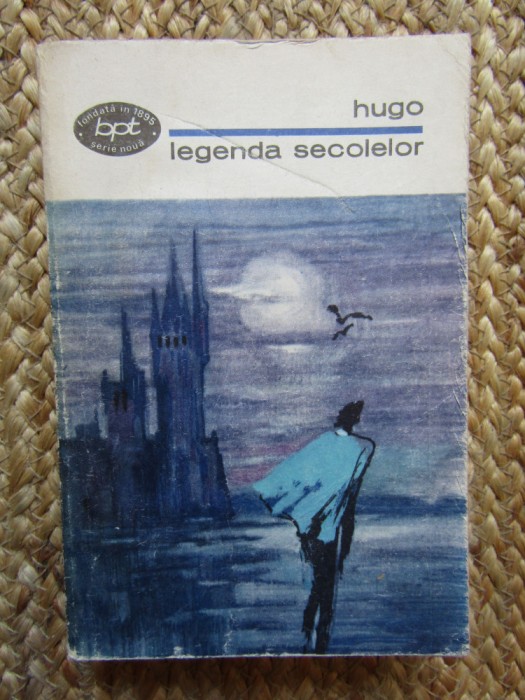 fondată în 1895
bpt
serie nouă
hugo
legenda secolelor